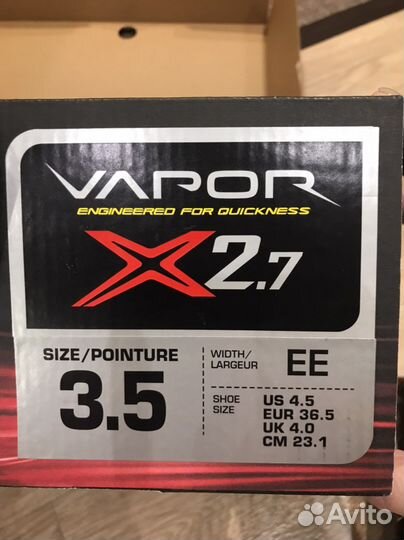 VAPOR
ENGINEERED FOR QUICKNESS
X2.7
SIZE/POINTURE
3.5
WIDTH/
LARGEUR
EE
SHOE
SIZE
US 4.5
EUR 36.5
UK 4.0
CM 23.1
Avito